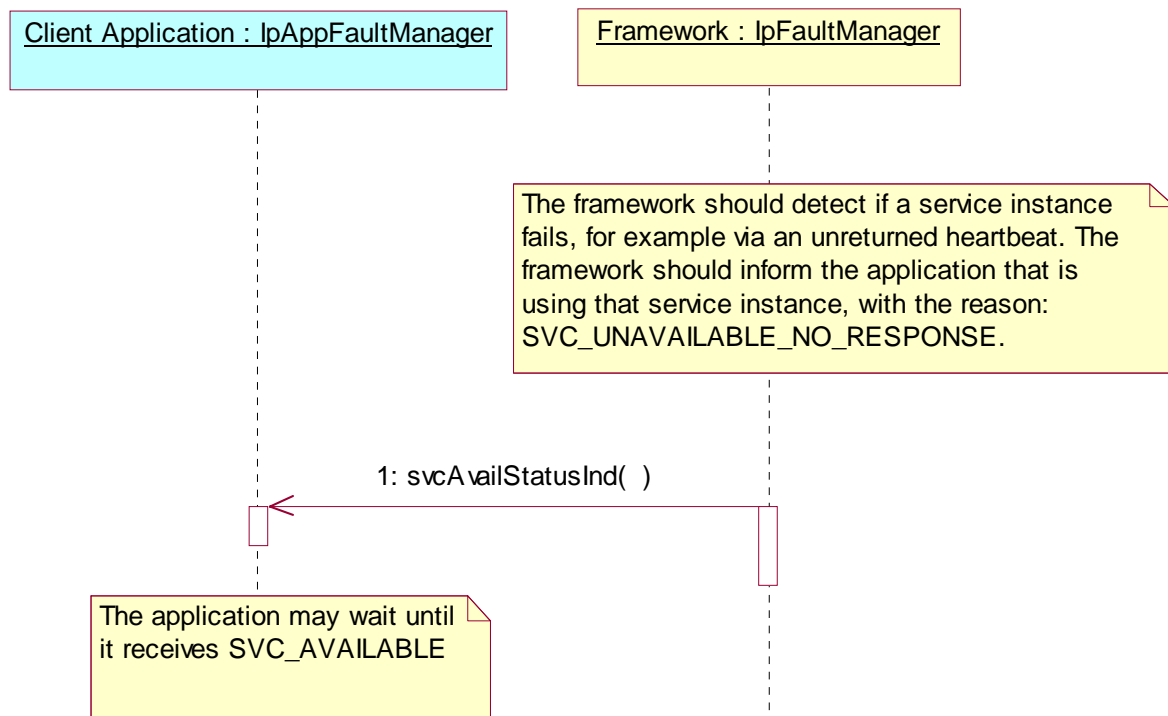 Client Application : IpAppFaultManager
Framework : IpFaultManager
The framework should detect if a service instance
fails, for example via an unreturned heartbeat. The
framework should inform the application that is
using that service instance, with the reason:
SVC_UNAVAILABLE_NO_RESPONSE.
1: svcAvailStatusInd( )
The application may wait until
it receives SVC_AVAILABLE